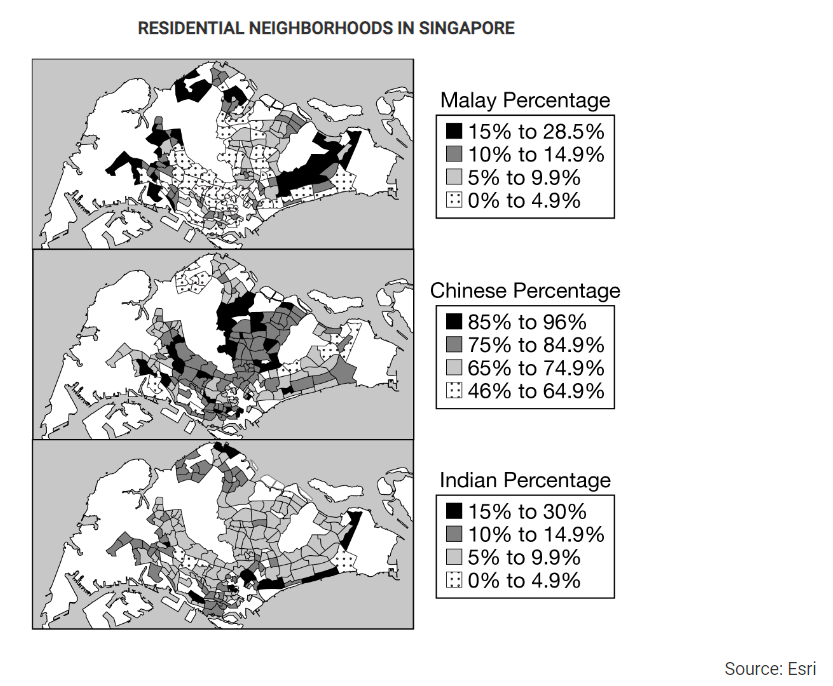 RESIDENTIAL NEIGHBORHOODS IN SINGAPORE
Malay Percentage
15% to 28.5%
10% to 14.9%
5% to 9.9%
0% to 4.9%
Chinese Percentage
85% to 96%
75% to 84.9%
65% to 74.9%
46% to 64.9%
Indian Percentage
15% to 30%
10% to 14.9%
5% to 9.9%
0% to 4.9%
Source: Esri